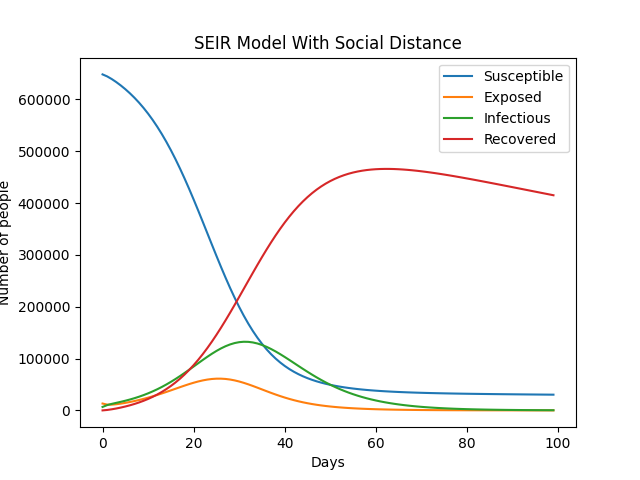 SEIR Model With Social Distance
Susceptible
Exposed
Infectious
Recovered
600000
500000
400000
300000
200000
100000
0
Number of people
0 20 40 60 80 100
Days